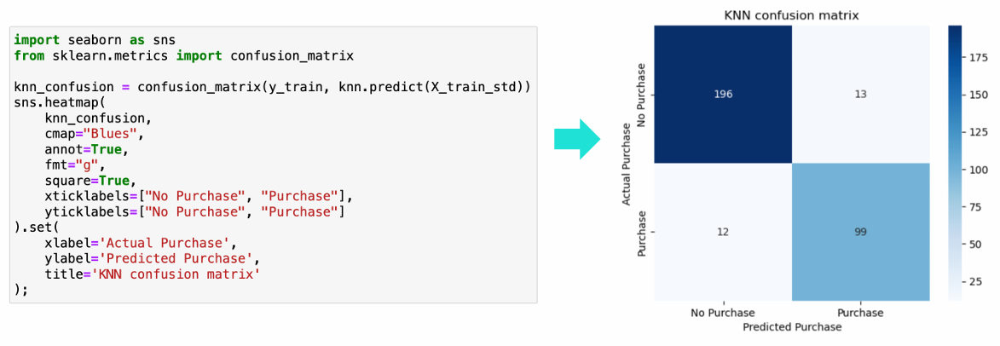 import seaborn as sns
from sklearn.metrics import confusion_matrix
knn_confusion = confusion_matrix(y_train, knn.predict(X_train_std))
sns.heatmap(
    knn_confusion,
    cmap="Blues",
    annot=True,
    fmt="g",
    square=True,
    xticklabels=["No Purchase", "Purchase"],
    yticklabels=["No Purchase", "Purchase"]
).set(
    xlabel='Actual Purchase',
    ylabel='Predicted Purchase',
    title='KNN confusion matrix'
);
KNN confusion matrix
Actual Purchase
No Purchase
Purchase
196
13
12
99
No Purchase
Purchase
Predicted Purchase
175
150
125
100
75
50
25